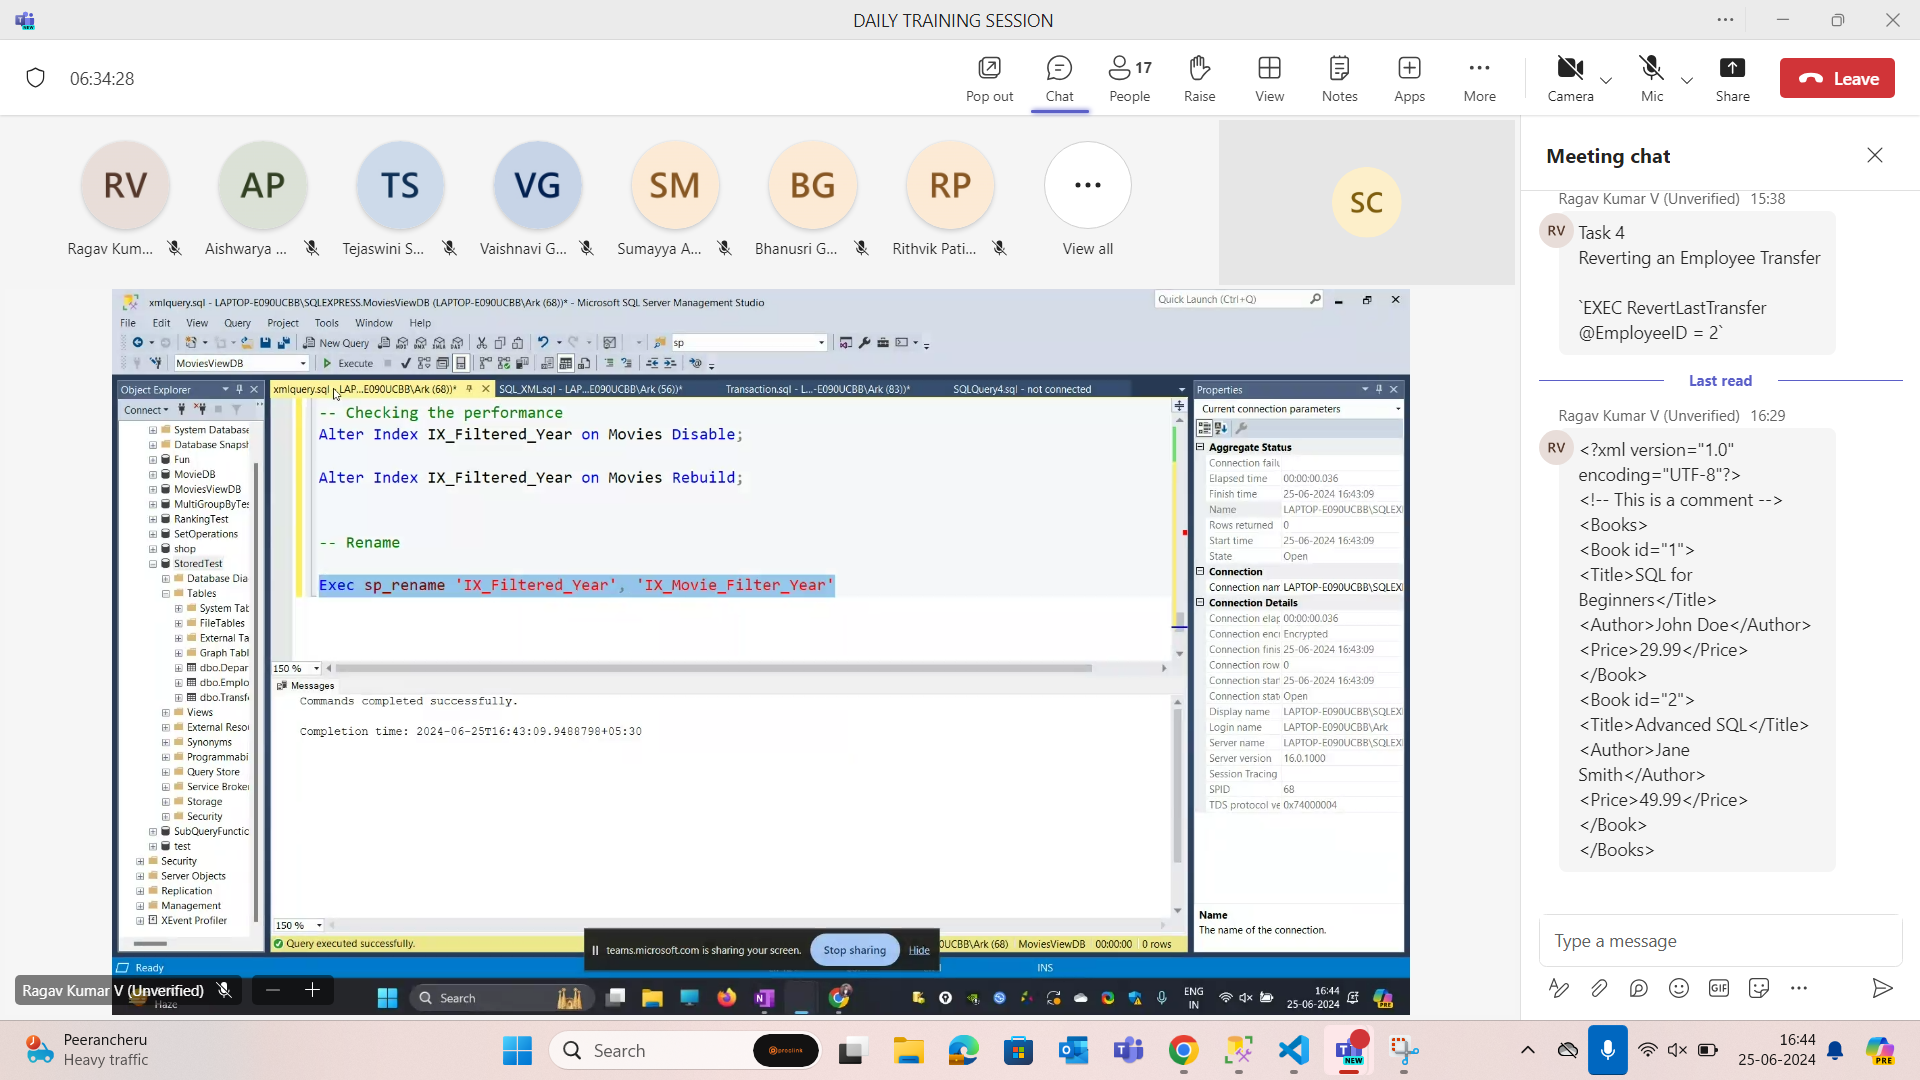 DAILY TRAINING SESSION
06:34:28
Pop out
Chat
17
People
Raise
View
Notes
Apps
More
Camera
Mic
Share
Leave
RV
AP
TS
VG
SM
BG
RP
SC
Ragav Kum...
Aishwarya ...
Tejaswini S...
Vaishnavi G...
Sumayya A...
Bhanusri G...
Rithvik Pati...
View all
xmlquery.sql - LAPTOP-E090UCBB\SQLEXPRESS.MoviesViewDB (LAPTOP-E090UCBB\Ark (68))* - Microsoft SQL Server Management Studio
Quick Launch (Ctrl+Q)
File Edit View Query Project Tools Window Help
New Query
sp
MoviesViewDB
Execute
Object Explorer
Connect
System Database
Database Snapsh
Fun
MovieDB
MoviesViewDB
MultiGroupByTes
RankingTest
SetOperations
shop
StoredTest
Database Dia
Tables
System Tab
FileTables
External Ta
Graph Tabl
dbo.Depar
dbo.Emplo
dbo.Transf
Views
External Reso
Synonyms
Programmabi
Query Store
Service Broke
Storage
Security
SubQueryFunctic
test
Security
Server Objects
Replication
Management
XEvent Profiler
xmlquery.sql - LAP...E090UCBB\Ark (68))*
SQL_XML.sql - LAP...E090UCBB\Ark (56))*
Transaction.sql - L...-E090UCBB\Ark (83))*
SQLQuery4.sql - not connected
-- Checking the performance
Alter Index IX_Filtered_Year on Movies Disable;
Alter Index IX_Filtered_Year on Movies Rebuild;
-- Rename
Exec sp_rename 'IX_Filtered_Year', 'IX_Movie_Filter_Year'
150 %
Messages
Commands completed successfully.
Completion time: 2024-06-25T16:43:09.9488798+05:30
150 %
Query executed successfully.
0UCBB\Ark (68)
MoviesViewDB
00:00:00
0 rows
Properties
Current connection parameters
Aggregate Status
Connection failu
Elapsed time 00:00:00.036
Finish time 25-06-2024 16:43:09
Name LAPTOP-E090UCBB\SQLEXI
Rows returned 0
Start time 25-06-2024 16:43:09
State Open
Connection
Connection nam LAPTOP-E090UCBB\SQLEXI
Connection Details
Connection elap 00:00:00.036
Connection encr Encrypted
Connection finis 25-06-2024 16:43:09
Connection row 0
Connection star 25-06-2024 16:43:09
Connection stat Open
Display name LAPTOP-E090UCBB\SQLEXI
Login name LAPTOP-E090UCBB\Ark
Server name LAPTOP-E090UCBB\SQLEXI
Server version 16.0.1000
Session Tracing
SPID 68
TDS protocol ve 0x74000004
Name
The name of the connection.
teams.microsoft.com is sharing your screen.
Stop sharing
Hide
Ready
INS
Ragav Kumar V (Unverified)
Haze
Search
ENG
IN
16:44
25-06-2024
Meeting chat
Ragav Kumar V (Unverified) 15:38
RV
Task 4
Reverting an Employee Transfer
`EXEC RevertLastTransfer
@EmployeeID = 2`
Last read
Ragav Kumar V (Unverified) 16:29
RV
<?xml version="1.0"
encoding="UTF-8"?>
<!-- This is a comment -->
<Books>
<Book id="1">
<Title>SQL for
Beginners</Title>
<Author>John Doe</Author>
<Price>29.99</Price>
</Book>
<Book id="2">
<Title>Advanced SQL</Title>
<Author>Jane
Smith</Author>
<Price>49.99</Price>
</Book>
</Books>
Type a message
GIF
Peerancheru
Heavy traffic
Search
proclink
NEW
16:44
25-06-2024
PRE